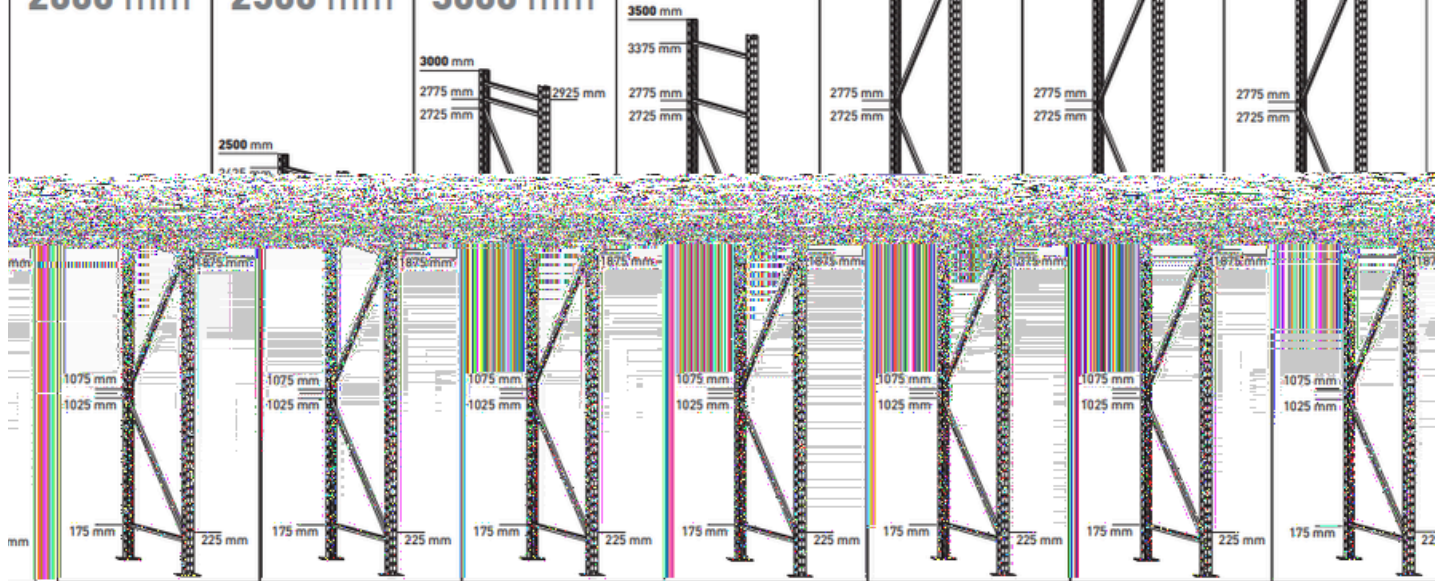 2500 mm 3000 mm
3500 mm
3375 mm
3000 mm
2775 mm 2925 mm 2775 mm 2775 mm 2775 mm 2775 mm
2725 mm 2725 mm 2725 mm 2725 mm 2725 mm
2500 mm
mm 1875 mm 1875 mm 1875 mm 1875 mm
1075 mm 1075 mm 1075 mm 1075 mm 1075 mm 1075 mm 1075 mm
1025 mm 1025 mm 1025 mm 1025 mm 1025 mm 1025 mm 1025 mm
175 mm 175 mm 175 mm 175 mm 175 mm 175 mm 175 mm
mm 225 mm 225 mm 225 mm 225 mm 225 mm 225 mm